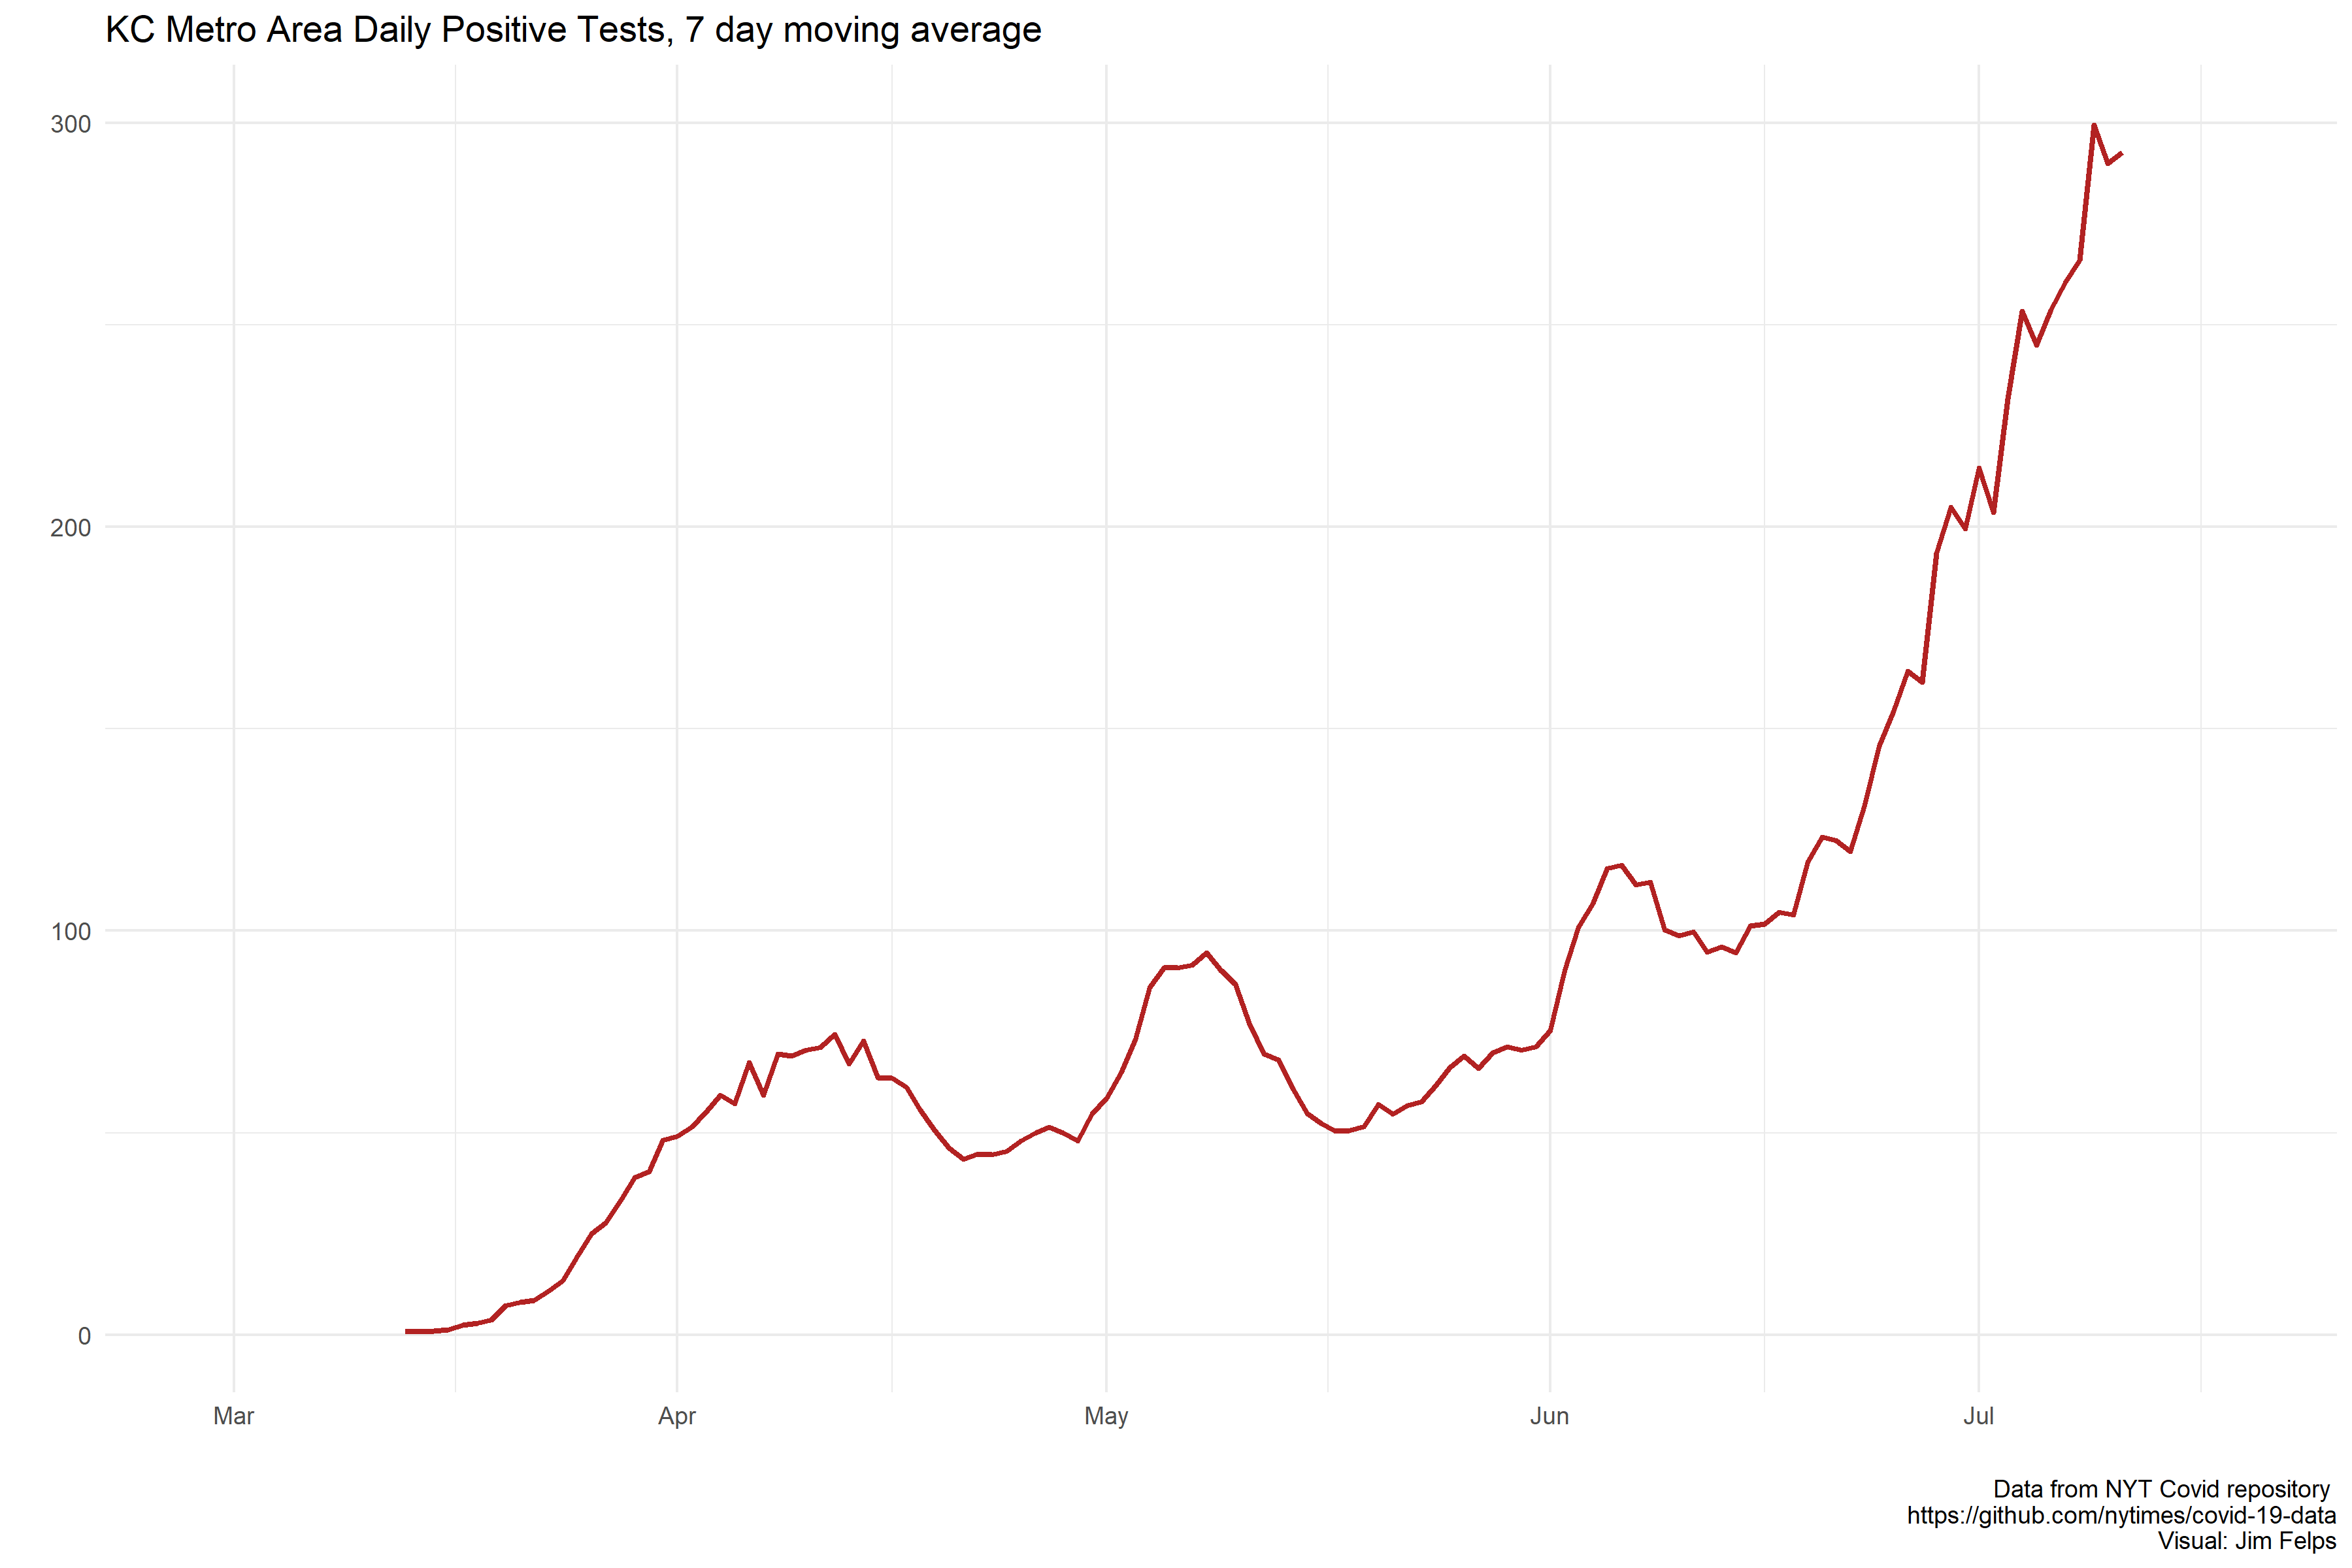 KC Metro Area Daily Positive Tests, 7 day moving average
300
200
100
0
Mar Apr May Jun Jul
Data from NYT Covid repository
https://github.com/nytimes/covid-19-data
Visual: Jim Felps